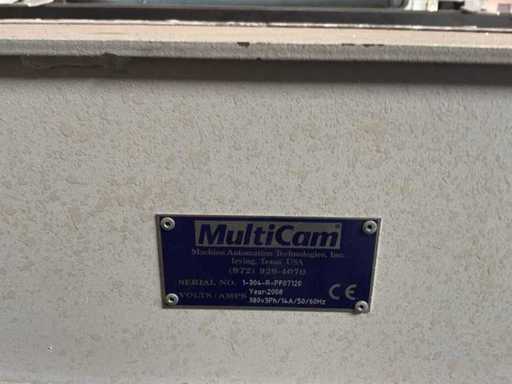 MultiCam®
Machine Automation Technologies, Inc.
Irving, Texas, USA
(972) 929-4070
SERIAL NO. 1-304-R-PF07120
Year:2008
VOLTS/AMPS 380v3Ph/14A/50/60Hz
CE